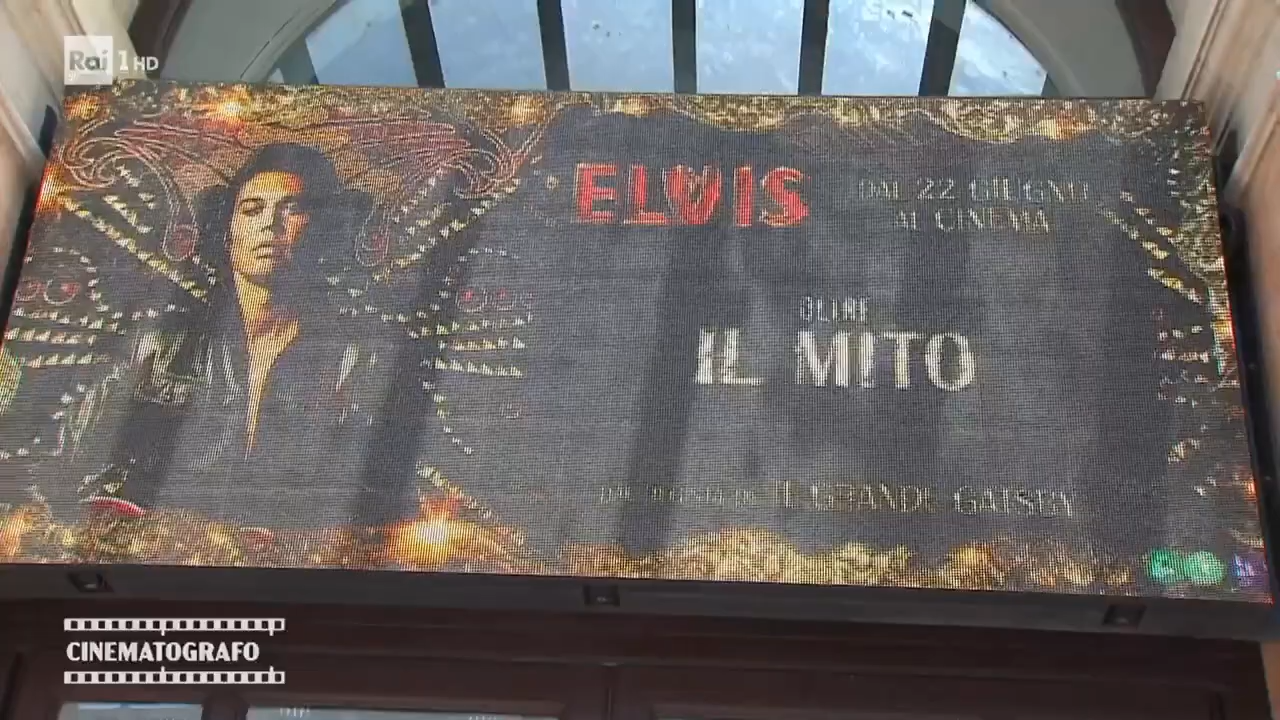 Rai 1 HD
ELVIS
DAL 22 GIUGNO
AL CINEMA
OLTRE
IL MITO
IL GRANDE GATSBY
CINEMATOGRAFO